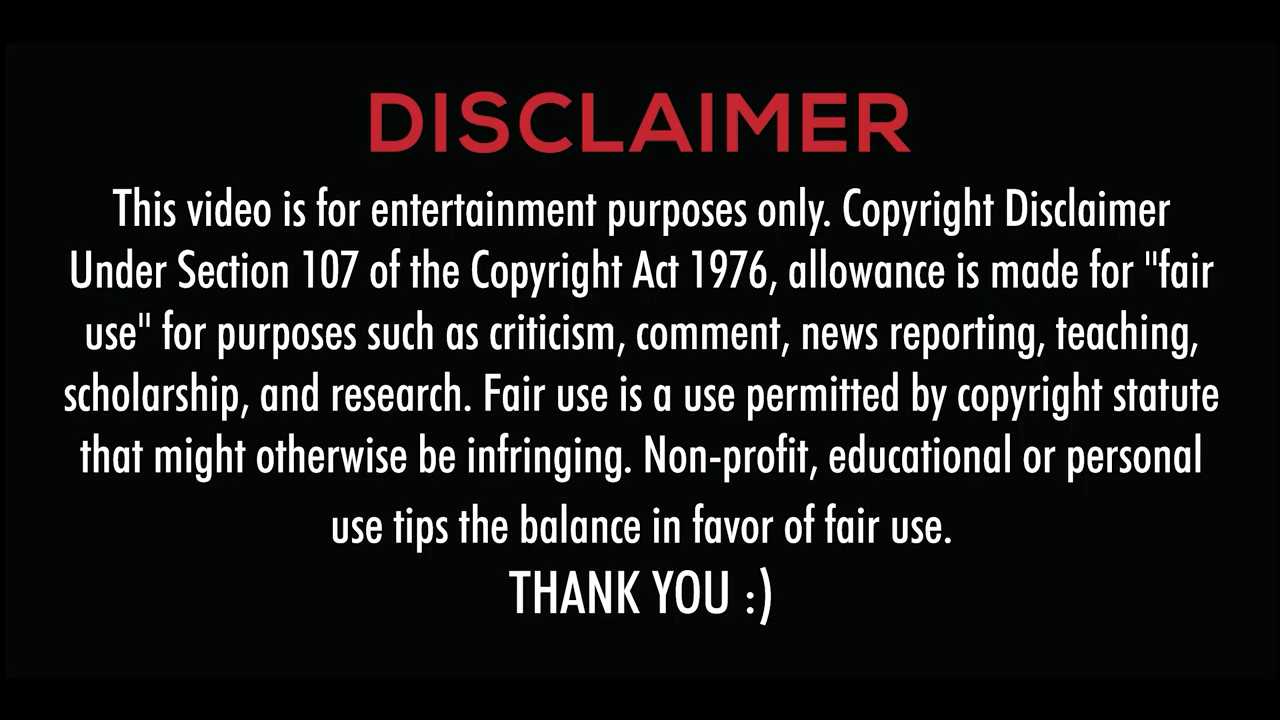 DISCLAIMER
This video is for entertainment purposes only. Copyright Disclaimer
Under Section 107 of the Copyright Act 1976, allowance is made for "fair
use" for purposes such as criticism, comment, news reporting, teaching,
scholarship, and research. Fair use is a use permitted by copyright statute
that might otherwise be infringing. Non-profit, educational or personal
use tips the balance in favor of fair use.
THANK YOU :)